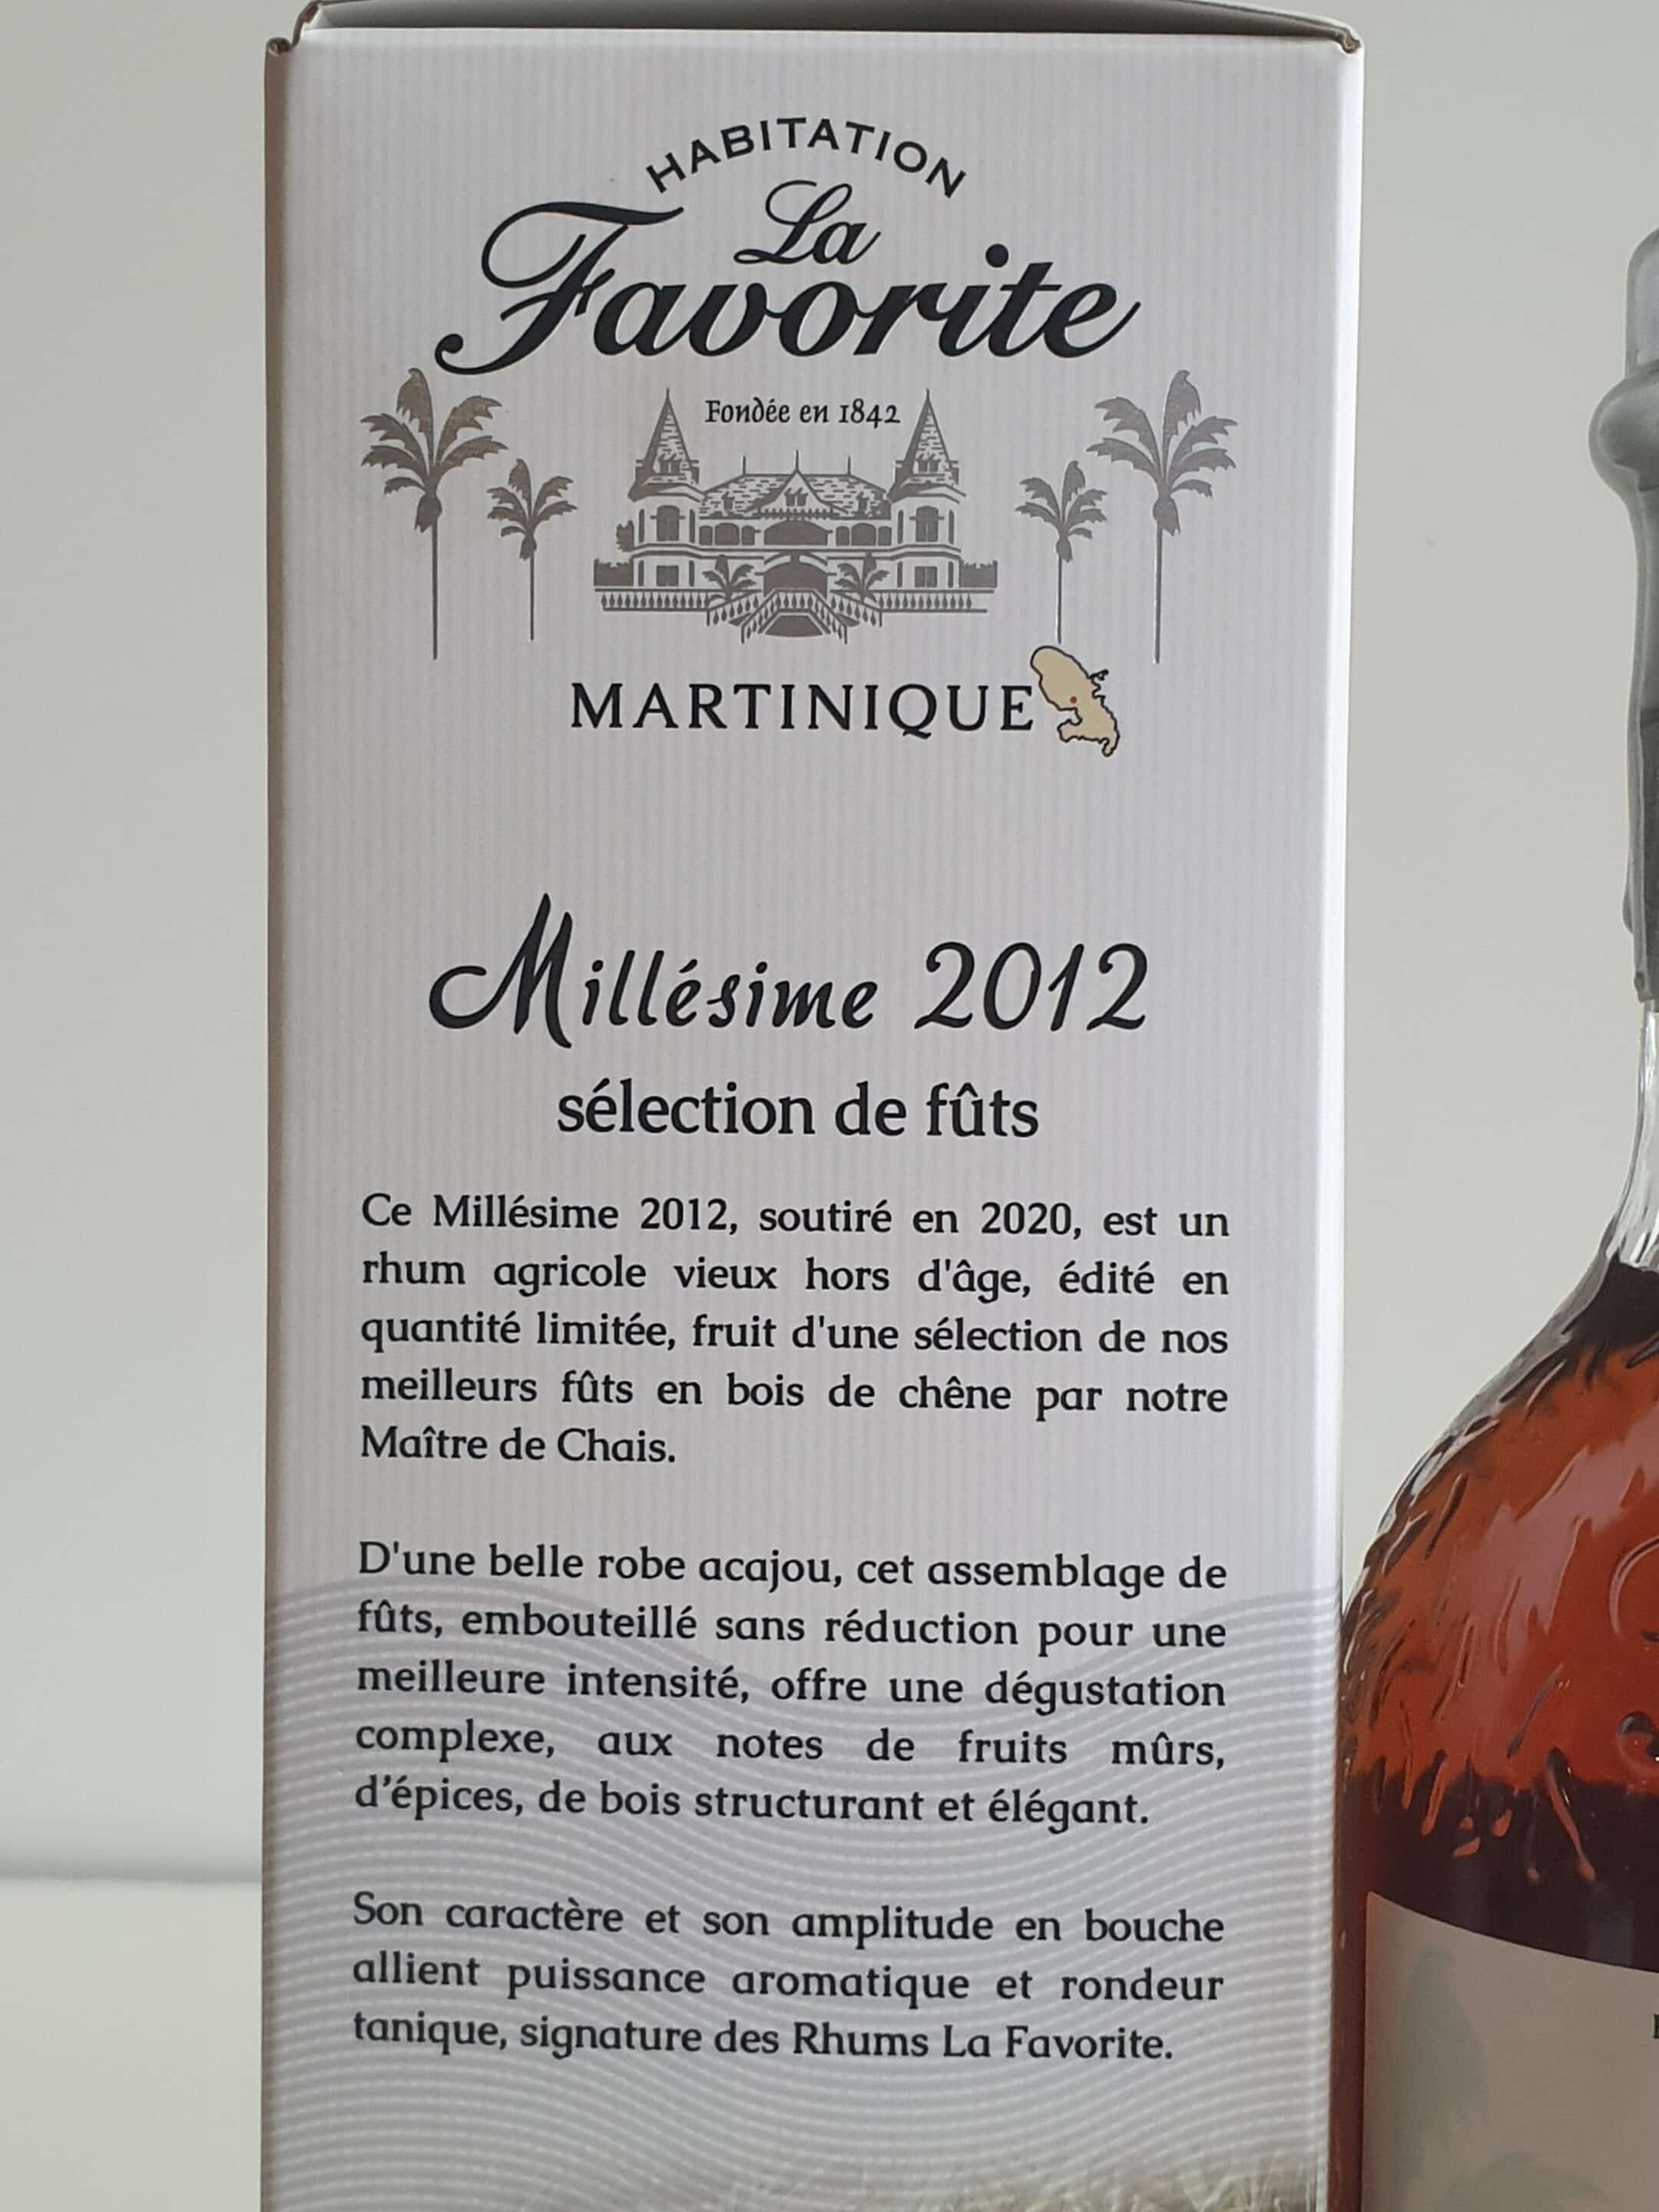 HABITATION
La
Favorite
Fondée en 1842
MARTINIQUE
Millésime 2012
sélection de fûts
Ce Millésime 2012, soutiré en 2020, est un
rhum agricole vieux hors d'âge, édité en
quantité limitée, fruit d'une sélection de nos
meilleurs fûts en bois de chêne par notre
Maître de Chais.
D'une belle robe acajou, cet assemblage de
fûts, embouteillé sans réduction pour une
meilleure intensité, offre une dégustation
complexe, aux notes de fruits mûrs,
d'épices, de bois structurant et élégant.
Son caractère et son amplitude en bouche
allient puissance aromatique et rondeur
tanique, signature des Rhums La Favorite.